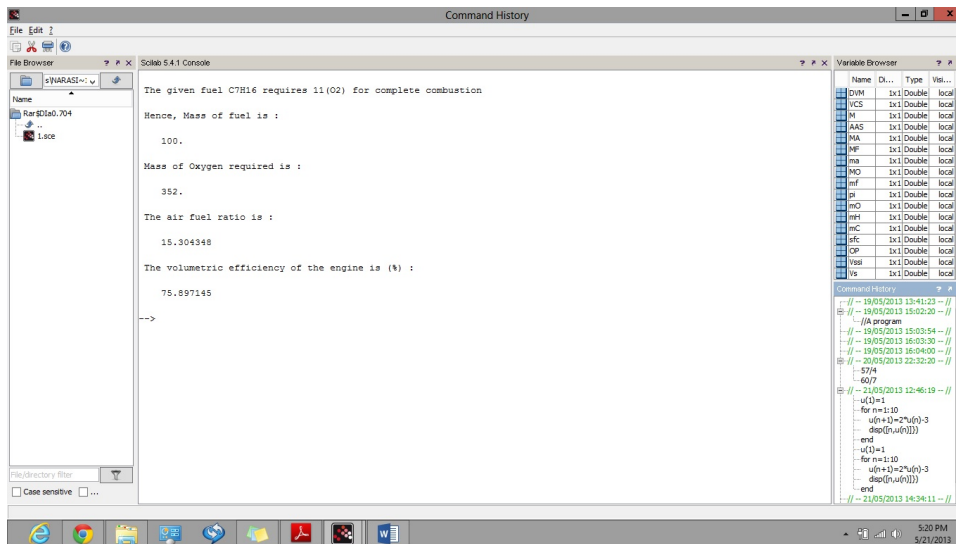 Command History
File Edit ?
File Browser ? ↗ X
Scilab 5.4.1 Console ? ↗ X
Variable Browser ? ↗
s\NARASI~:
Name
Rar$DIa0.704
..
1.sce
File/directory filter
Case sensitive ...
The given fuel C7H16 requires 11(O2) for complete combustion
Hence, Mass of fuel is :
100.
Mass of Oxygen required is :
352.
The air fuel ratio is :
15.304348
The volumetric efficiency of the engine is (%) :
75.897145
-->
Name Di... Type Visi...
DVM 1x1 Double local
VCS 1x1 Double local
M 1x1 Double local
AAS 1x1 Double local
MA 1x1 Double local
MF 1x1 Double local
ma 1x1 Double local
MO 1x1 Double local
mf 1x1 Double local
pi 1x1 Double local
mO 1x1 Double local
mH 1x1 Double local
mC 1x1 Double local
sfc 1x1 Double local
OP 1x1 Double local
Vssi 1x1 Double local
Vs 1x1 Double local
Command History ? ↗
// -- 19/05/2013 13:41:23 -- //
// -- 19/05/2013 15:02:20 -- //
//A program
// -- 19/05/2013 15:03:54 -- //
// -- 19/05/2013 16:03:30 -- //
// -- 19/05/2013 16:04:00 -- //
// -- 20/05/2013 22:32:20 -- //
57/4
60/7
// -- 21/05/2013 12:46:19 -- //
u(1)=1
for n=1:10
u(n+1)=2*u(n)-3
disp([n,u(n)]))
end
u(1)=1
for n=1:10
u(n+1)=2*u(n)-3
disp([n,u(n)]))
end
// -- 21/05/2013 14:34:11 -- //
5:20 PM
5/21/2013